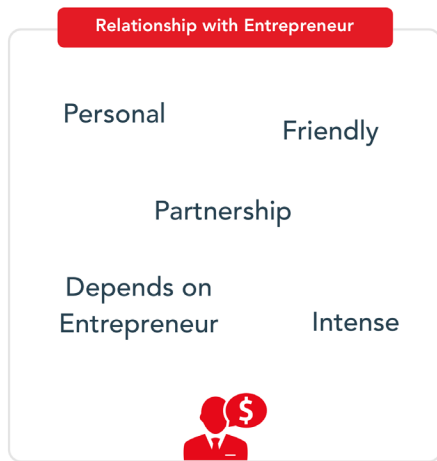 Relationship with Entrepreneur
Personal
Friendly
Partnership
Depends on
Entrepreneur
Intense
$